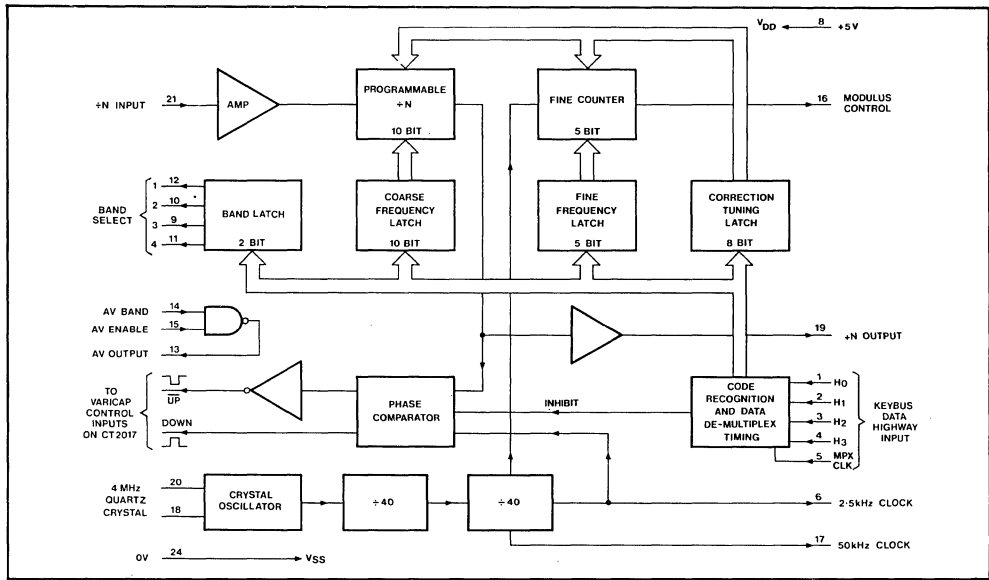 VDD
8
+5V
÷N INPUT
21
AMP
PROGRAMMABLE
÷N
10 BIT
FINE COUNTER
5 BIT
16
MODULUS
CONTROL
BAND
SELECT
1
12
2
10
3
9
4
11
BAND LATCH
2 BIT
COARSE
FREQUENCY
LATCH
10 BIT
FINE
FREQUENCY
LATCH
5 BIT
CORRECTION
TUNING
LATCH
8 BIT
AV BAND
14
AV ENABLE
15
AV OUTPUT
13
19
+N OUTPUT
TO
VARICAP
CONTROL
INPUTS
ON CT2017
UP
DOWN
PHASE
COMPARATOR
INHIBIT
CODE
RECOGNITION
AND DATA
DE-MULTIPLEX
TIMING
1
H0
2
H1
3
H2
4
H3
5
MPX
CLK
KEYBUS
DATA
HIGHWAY
INPUT
4 MHz
QUARTZ
CRYSTAL
20
18
CRYSTAL
OSCILLATOR
÷40
÷40
6
2·5kHz CLOCK
17
50kHz CLOCK
0V
24
VSS